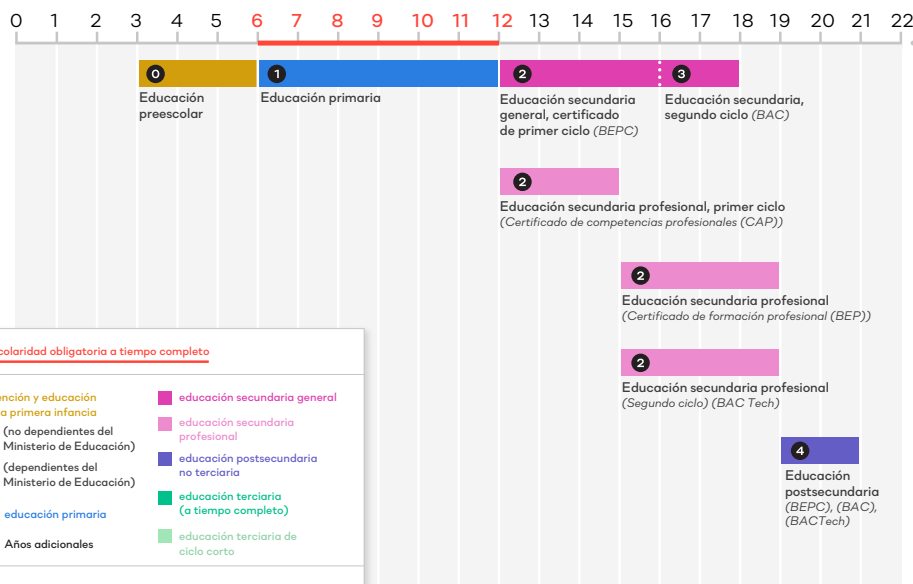 0 1 2 3 4 5 6 7 8 9 10 11 12 13 14 15 16 17 18 19 20 21 22
0
Educación
preescolar
1
Educación primaria
2
Educación secundaria
general, certificado
de primer ciclo (BEPC)
3
Educación secundaria,
segundo ciclo (BAC)
2
Educación secundaria profesional, primer ciclo
(Certificado de competencias profesionales (CAP))
2
Educación secundaria profesional
(Certificado de formación profesional (BEP))
2
Educación secundaria profesional
(Segundo ciclo) (BAC Tech)
4
Educación
postsecundaria
(BEPC), (BAC),
(BACTech)
colaridad obligatoria a tiempo completo
ención y educación
a primera infancia
(no dependientes del
Ministerio de Educación)
(dependientes del
Ministerio de Educación)
educación primaria
Años adicionales
educación secundaria general
educación secundaria
profesional
educación postsecundaria
no terciaria
educación terciaria
(a tiempo completo)
educación terciaria de
ciclo corto